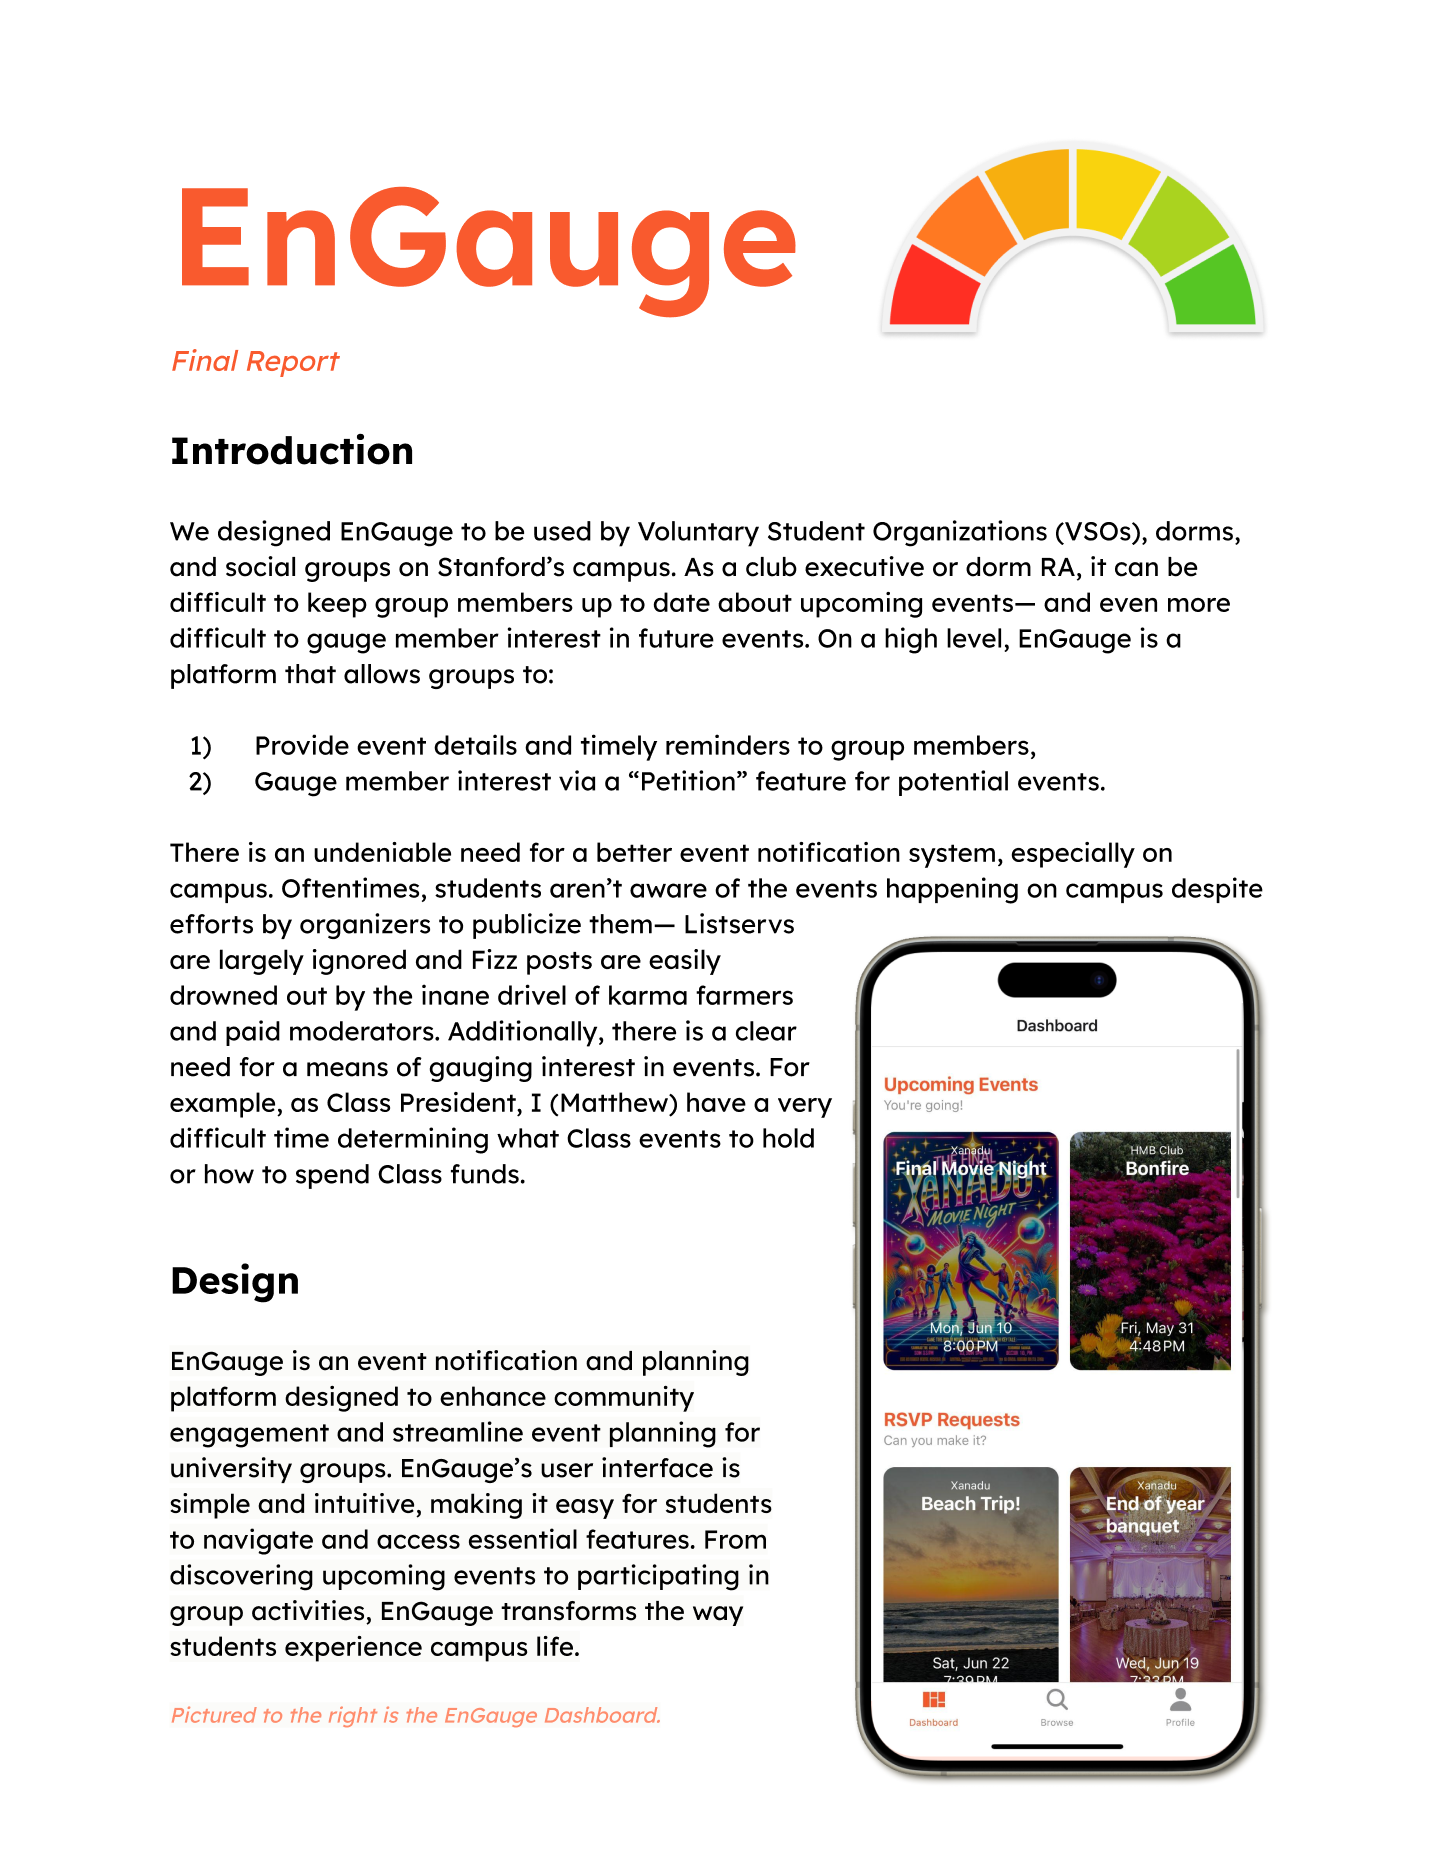 EnGauge
Final Report
Introduction
We designed EnGauge to be used by Voluntary Student Organizations (VSOs), dorms,
and social groups on Stanford’s campus. As a club executive or dorm RA, it can be
difficult to keep group members up to date about upcoming events— and even more
difficult to gauge member interest in future events. On a high level, EnGauge is a
platform that allows groups to:
1) Provide event details and timely reminders to group members,
2) Gauge member interest via a “Petition” feature for potential events.
There is an undeniable need for a better event notification system, especially on
campus. Oftentimes, students aren’t aware of the events happening on campus despite
efforts by organizers to publicize them— Listservs
are largely ignored and Fizz posts are easily
drowned out by the inane drivel of karma farmers
and paid moderators. Additionally, there is a clear
need for a means of gauging interest in events. For
example, as Class President, I (Matthew) have a very
difficult time determining what Class events to hold
or how to spend Class funds.
Design
EnGauge is an event notification and planning
platform designed to enhance community
engagement and streamline event planning for
university groups. EnGauge’s user interface is
simple and intuitive, making it easy for students
to navigate and access essential features. From
discovering upcoming events to participating in
group activities, EnGauge transforms the way
students experience campus life.
Pictured to the right is the EnGauge Dashboard.
Dashboard
Upcoming Events
You're going!
Xanadu
Final Movie Night
THE FINAL
XANADU
MOVIE NIGHT
Mon, Jun 10
8:00 PM
HMB Club
Bonfire
Fri, May 31
4:48 PM
RSVP Requests
Can you make it?
Xanadu
Beach Trip!
Sat, Jun 22
7:39 PM
Xanadu
End of year
banquet
Wed, Jun 19
7:33 PM
Dashboard
Browse
Profile